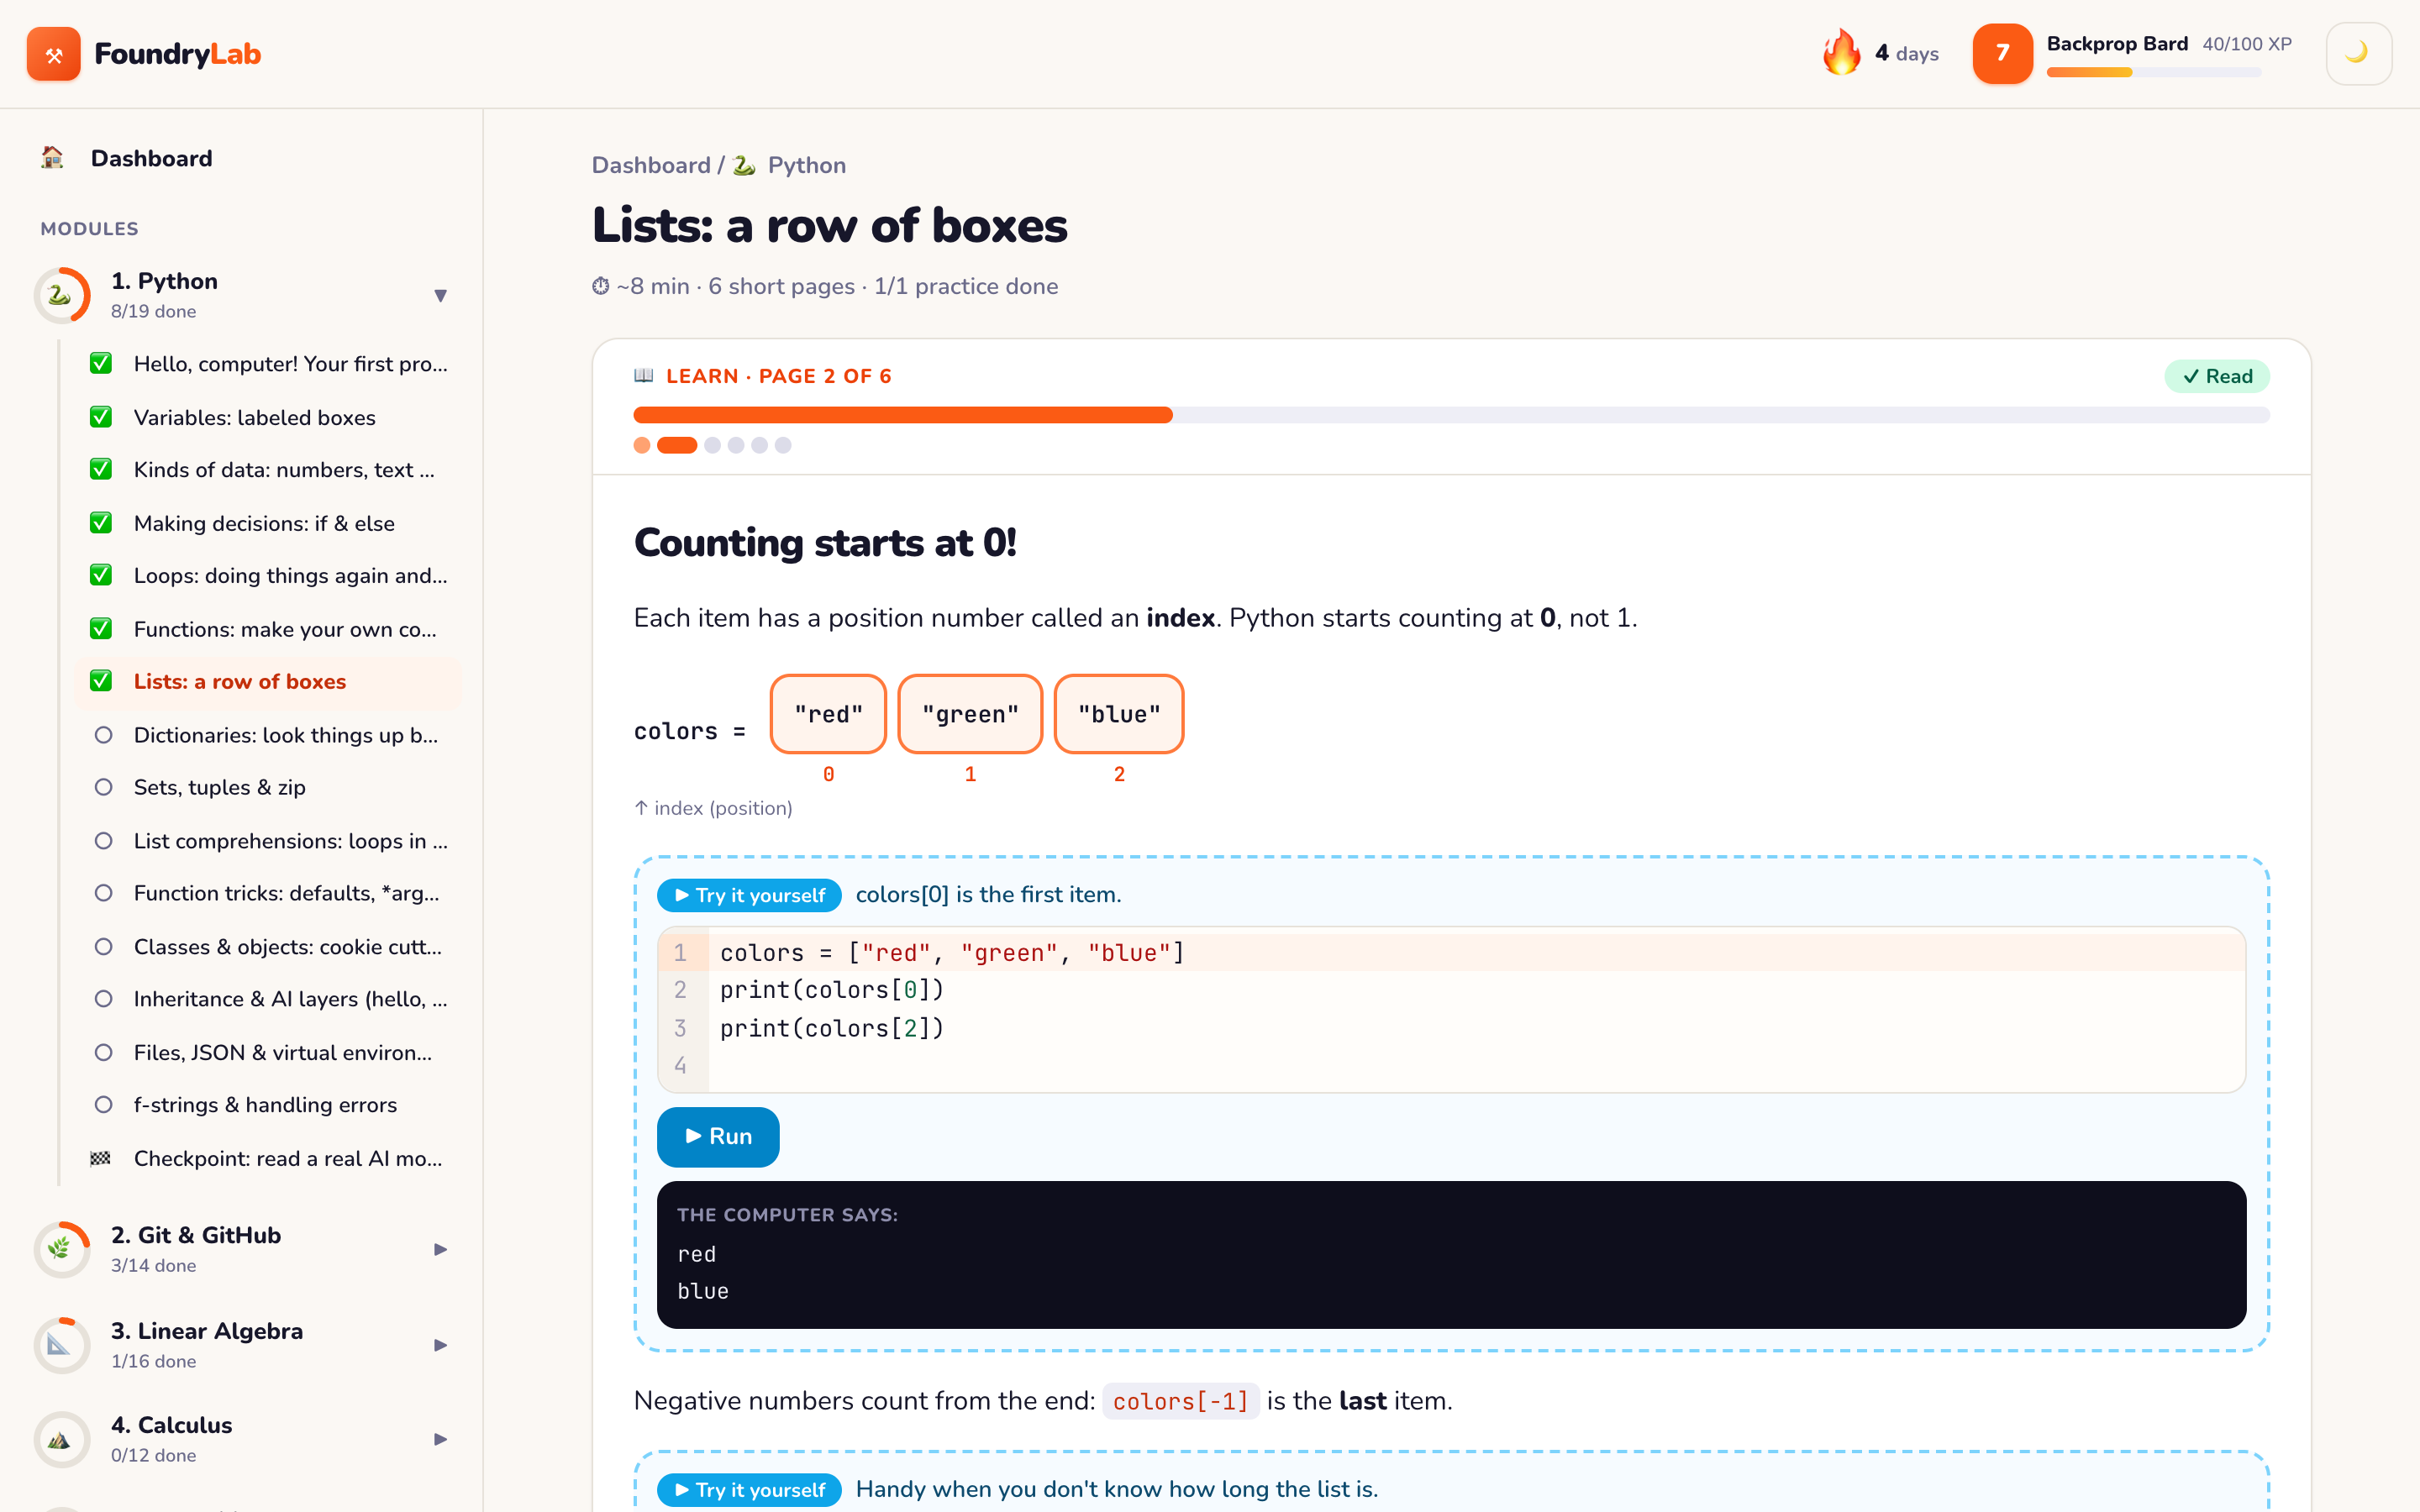 FoundryLab
4 days
7
Backprop Bard 40/100 XP
Dashboard
MODULES
1. Python
8/19 done
Hello, computer! Your first pro...
Variables: labeled boxes
Kinds of data: numbers, text ...
Making decisions: if & else
Loops: doing things again and...
Functions: make your own co...
Lists: a row of boxes
Dictionaries: look things up b...
Sets, tuples & zip
List comprehensions: loops in ...
Function tricks: defaults, *arg...
Classes & objects: cookie cutt...
Inheritance & AI layers (hello, ...
Files, JSON & virtual environ...
f-strings & handling errors
Checkpoint: read a real AI mo...
2. Git & GitHub
3/14 done
3. Linear Algebra
1/16 done
4. Calculus
0/12 done
Dashboard / Python
Lists: a row of boxes
~8 min · 6 short pages · 1/1 practice done
LEARN · PAGE 2 OF 6
✓ Read
Counting starts at 0!
Each item has a position number called an index. Python starts counting at 0, not 1.
colors = "red" "green" "blue"
0 1 2
↑ index (position)
▶ Try it yourself colors[0] is the first item.
1 colors = ["red", "green", "blue"]
2 print(colors[0])
3 print(colors[2])
4
▶ Run
THE COMPUTER SAYS:
red
blue
Negative numbers count from the end: colors[-1] is the last item.
▶ Try it yourself Handy when you don't know how long the list is.